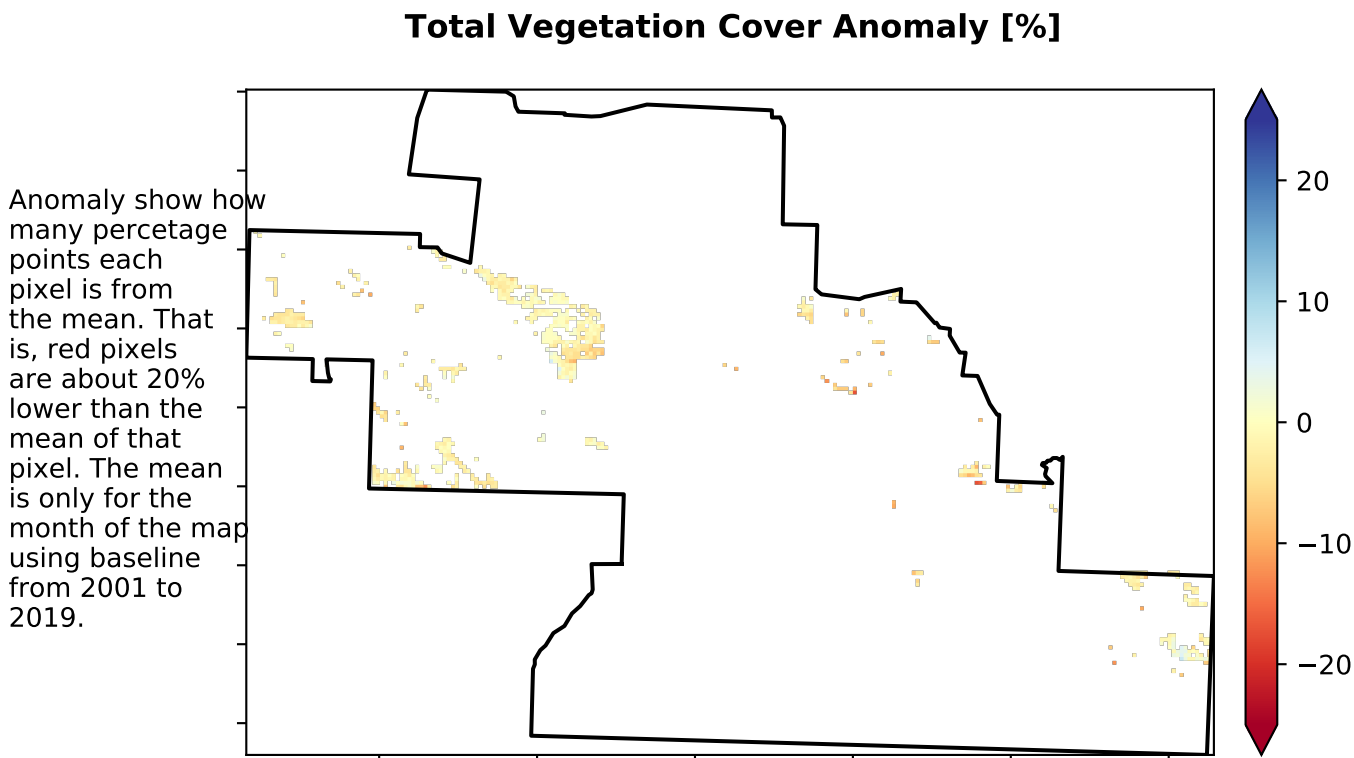 Total Vegetation Cover Anomaly [%]
Anomaly show how
many percetage
points each
pixel is from
the mean. That
is, red pixels
are about 20%
lower than the
mean of that
pixel. The mean
is only for the
month of the map
using baseline
from 2001 to
2019.
20
10
0
−10
−20